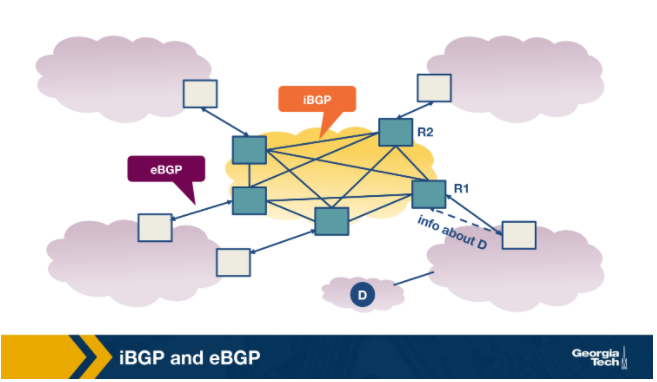 iBGP
R2
eBGP
R1
info about D
D
iBGP and eBGP
Georgia
Tech